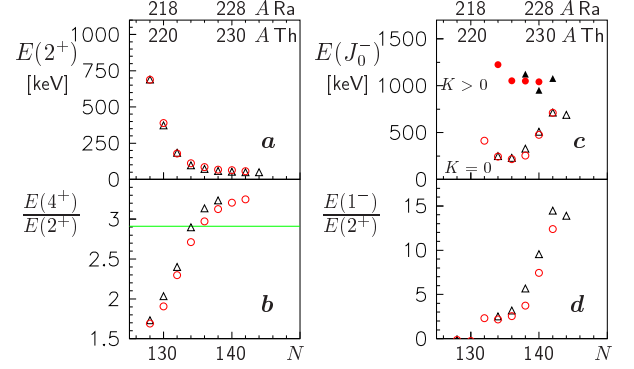 218 228 A Ra 218 228 A Ra
220 230 A Th 220 230 A Th
E(2⁺) [keV]
1000
750
500
250
0
a
E(J₀⁻) [keV]
1500
1000
500
0
K > 0
K = 0
c
E(4⁺)/E(2⁺)
3
2.5
2
1.5
b
130 140 N
E(1⁻)/E(2⁺)
15
10
5
0
d
130 140 N